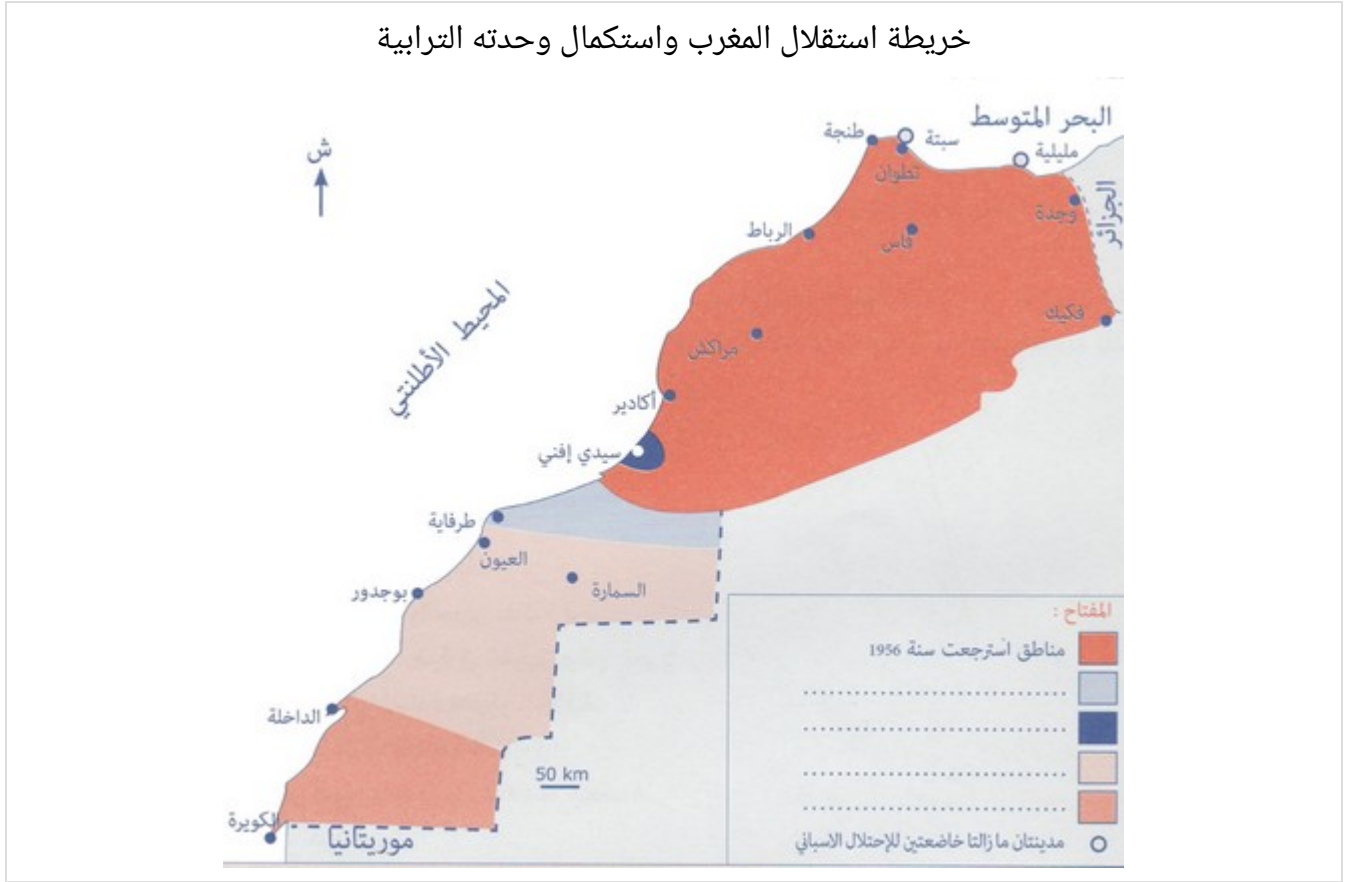 خريطة استقلال المغرب واستكمال وحدته الترابية
البحر المتوسط
ش
طنجة
سبتة
مليلية
تطوان
الجزائر
وجدة
الرباط
فاس
المحيط الأطلنتي
فكيك
مراكش
أكادير
سيدي إفني
طرفاية
العيون
السمارة
بوجدور
المفتاح :
مناطق استرجعت سنة 1956
..............................
..............................
..............................
..............................
مدينتان ما زالتا خاضعتين للإحتلال الاسباني
الداخلة
50 km
الكويرة
موريتانيا